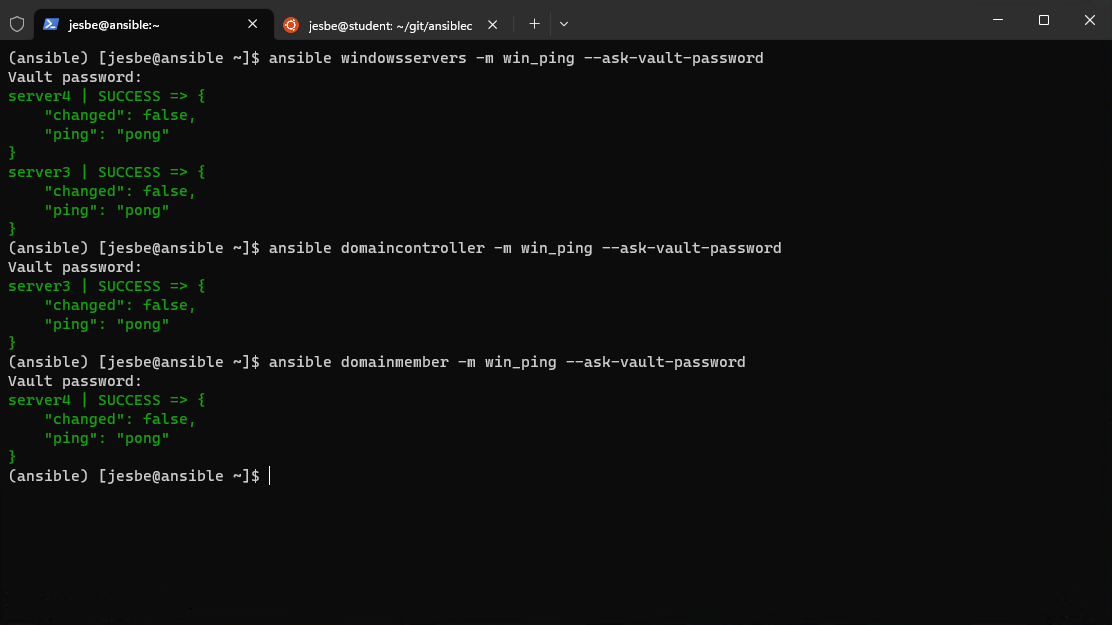 jesbe@ansible:~
jesbe@student: ~/git/ansiblec
(ansible) [jesbe@ansible ~]$ ansible windowsservers -m win_ping --ask-vault-password
Vault password:
server4 | SUCCESS => {
    "changed": false,
    "ping": "pong"
}
server3 | SUCCESS => {
    "changed": false,
    "ping": "pong"
}
(ansible) [jesbe@ansible ~]$ ansible domaincontroller -m win_ping --ask-vault-password
Vault password:
server3 | SUCCESS => {
    "changed": false,
    "ping": "pong"
}
(ansible) [jesbe@ansible ~]$ ansible domainmember -m win_ping --ask-vault-password
Vault password:
server4 | SUCCESS => {
    "changed": false,
    "ping": "pong"
}
(ansible) [jesbe@ansible ~]$